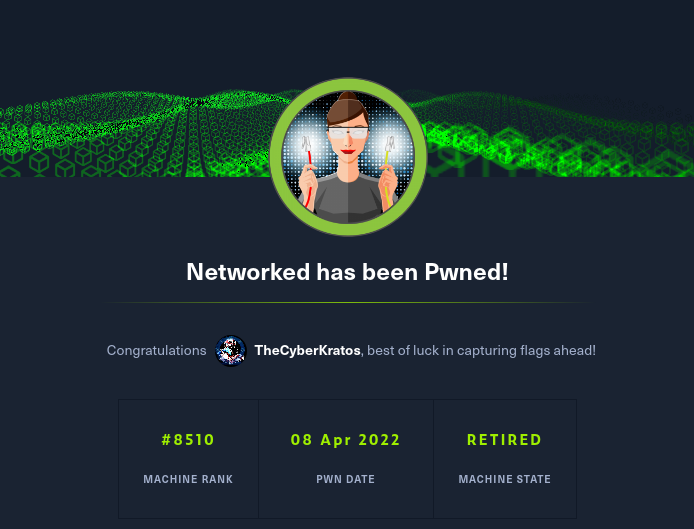 Networked has been Pwned!
Congratulations TheCyberKratos, best of luck in capturing flags ahead!
#8510 08 Apr 2022 RETIRED
MACHINE RANK PWN DATE MACHINE STATE